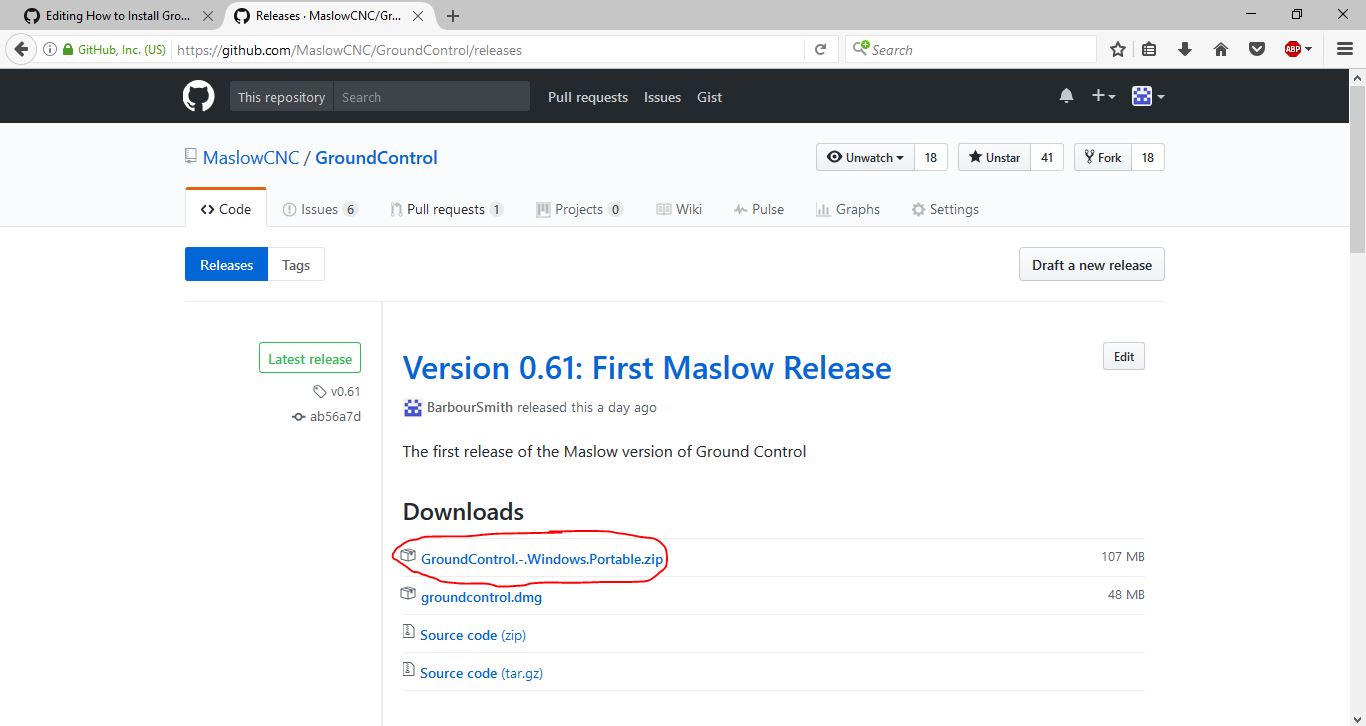 Editing How to Install Gro...
Releases · MaslowCNC/Gr...
GitHub, Inc. (US)
https://github.com/MaslowCNC/GroundControl/releases
Search
ABP
This repository
Search
Pull requests
Issues
Gist
MaslowCNC / GroundControl
Unwatch
18
Unstar
41
Fork
18
Code
Issues 6
Pull requests 1
Projects 0
Wiki
Pulse
Graphs
Settings
Releases
Tags
Draft a new release
Latest release
v0.61
ab56a7d
Version 0.61: First Maslow Release
Edit
BarbourSmith released this a day ago
The first release of the Maslow version of Ground Control
Downloads
GroundControl.-.Windows.Portable.zip
107 MB
groundcontrol.dmg
48 MB
Source code (zip)
Source code (tar.gz)